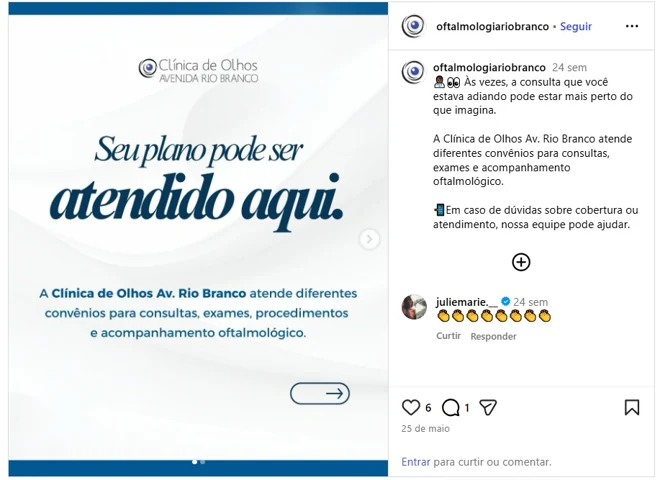 Clínica de Olhos
AVENIDA RIO BRANCO
Seu plano pode ser
atendido aqui.
A Clínica de Olhos Av. Rio Branco atende diferentes
convênios para consultas, exames, procedimentos
e acompanhamento oftalmológico.
oftalmologiariobranco • Seguir
oftalmologiariobranco 24 sem
Às vezes, a consulta que você
estava adiando pode estar mais perto do
que imagina.
A Clínica de Olhos Av. Rio Branco atende
diferentes convênios para consultas,
exames e acompanhamento
oftalmológico.
Em caso de dúvidas sobre cobertura ou
atendimento, nossa equipe pode ajudar.
juliemarie.__ 24 sem
👏👏👏👏👏👏👏👏
Curtir Responder
6 1
25 de maio
Entrar para curtir ou comentar.